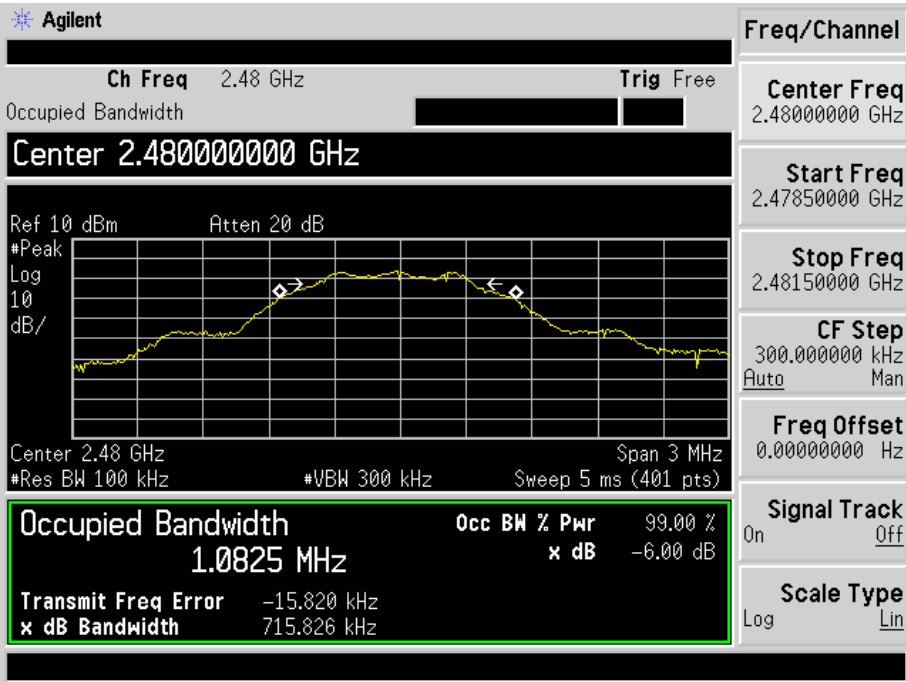 Agilent
Freq/Channel
Ch Freq 2.48 GHz Trig Free
Occupied Bandwidth
Center 2.480000000 GHz
Center Freq
2.48000000 GHz
Start Freq
2.47850000 GHz
Stop Freq
2.48150000 GHz
CF Step
300.000000 kHz
Auto Man
Freq Offset
0.00000000 Hz
Signal Track
On Off
Scale Type
Log Lin
Ref 10 dBm Atten 20 dB
#Peak
Log
10
dB/
Center 2.48 GHz Span 3 MHz
#Res BW 100 kHz #VBW 300 kHz Sweep 5 ms (401 pts)
Occupied Bandwidth Occ BW % Pwr 99.00 %
1.0825 MHz x dB -6.00 dB
Transmit Freq Error -15.820 kHz
x dB Bandwidth 715.826 kHz